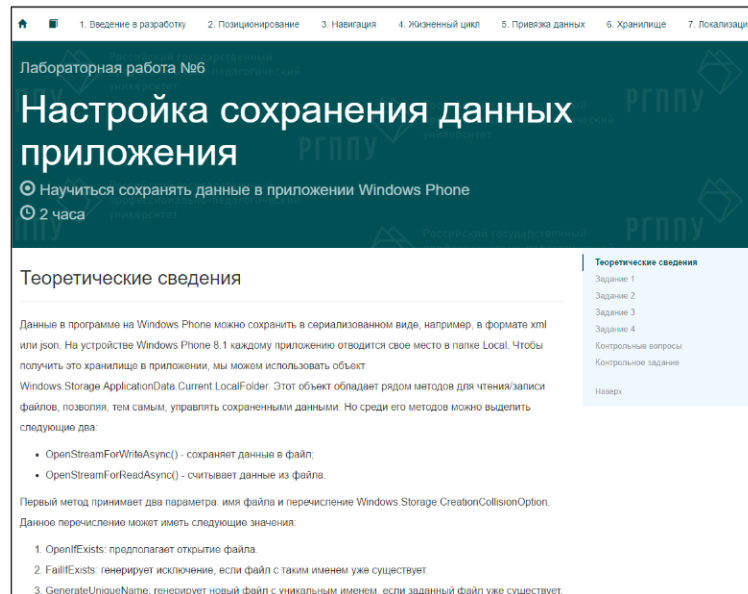 1. Введение в разработку 2. Позиционирование 3. Навигация 4. Жизненный цикл 5. Привязка данных 6. Хранилище 7. Локализаци
Лабораторная работа №6
Настройка сохранения данных
приложения
Научиться сохранять данные в приложении Windows Phone
2 часа
РГППУ
РГППУ
РГППУ
Российский государственный
Теоретические сведения
Данные в программе на Windows Phone можно сохранить в сериализованном виде, например, в формате xml
или json. На устройстве Windows Phone 8.1 каждому приложению отводится свое место в папке Local. Чтобы
получить это хранилище в приложении, мы можем использовать объект
Windows.Storage.ApplicationData.Current.LocalFolder. Этот объект обладает рядом методов для чтения/записи
файлов, позволяя, тем самым, управлять сохраненными данными. Но среди его методов можно выделить
следующие два:
• OpenStreamForWriteAsync() - сохраняет данные в файл;
• OpenStreamForReadAsync() - считывает данные из файла.
Первый метод принимает два параметра: имя файла и перечисление Windows.Storage.CreationCollisionOption.
Данное перечисление может иметь следующие значения:
1. OpenIfExists: предполагает открытие файла.
2. FailIfExists: генерирует исключение, если файл с таким именем уже существует.
3. GenerateUniqueName: генерирует новый файл с уникальным именем, если заданный файл уже существует.
Теоретические сведения
Задание 1
Задание 2
Задание 3
Задание 4
Контрольные вопросы
Контрольное задание
Наверх